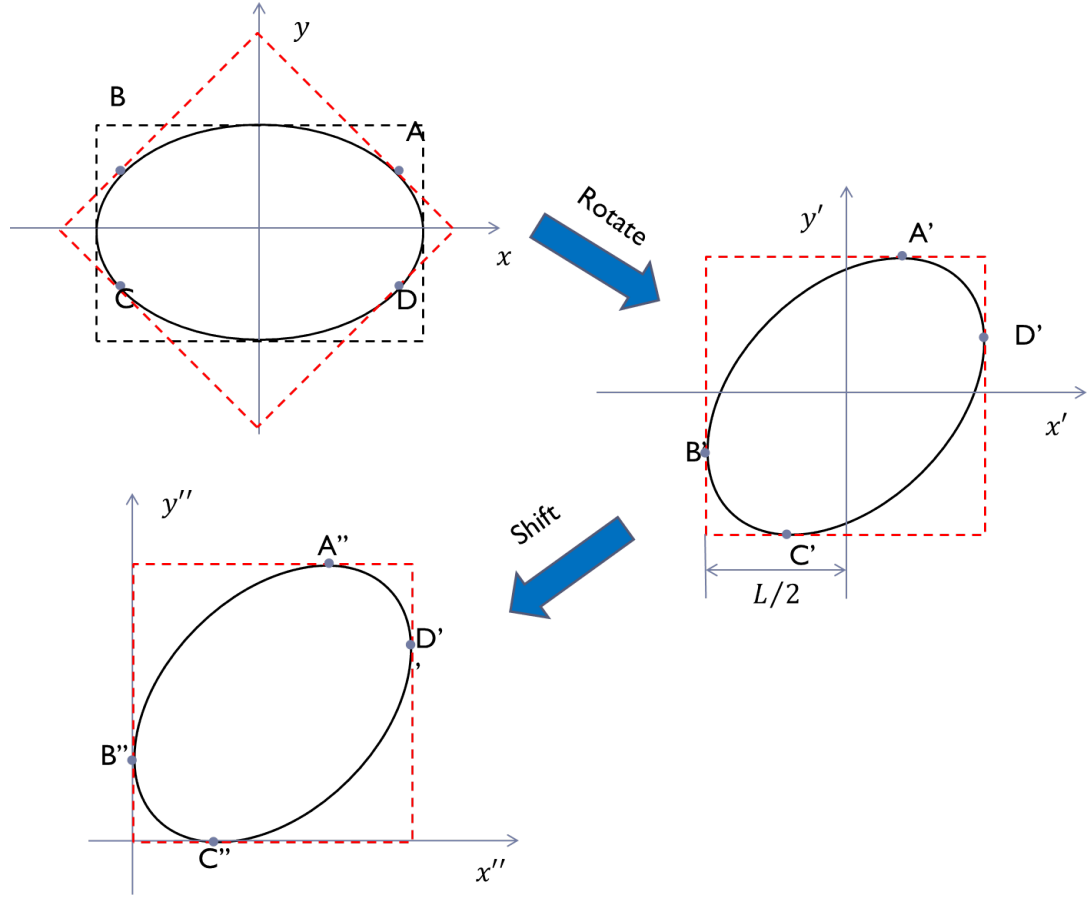 y
B
A
x
C
D
Rotate
y′
A’
D’
x′
B’
C’
L/2
Shift
y′′
A”
D’
’
B”
C”
x′′